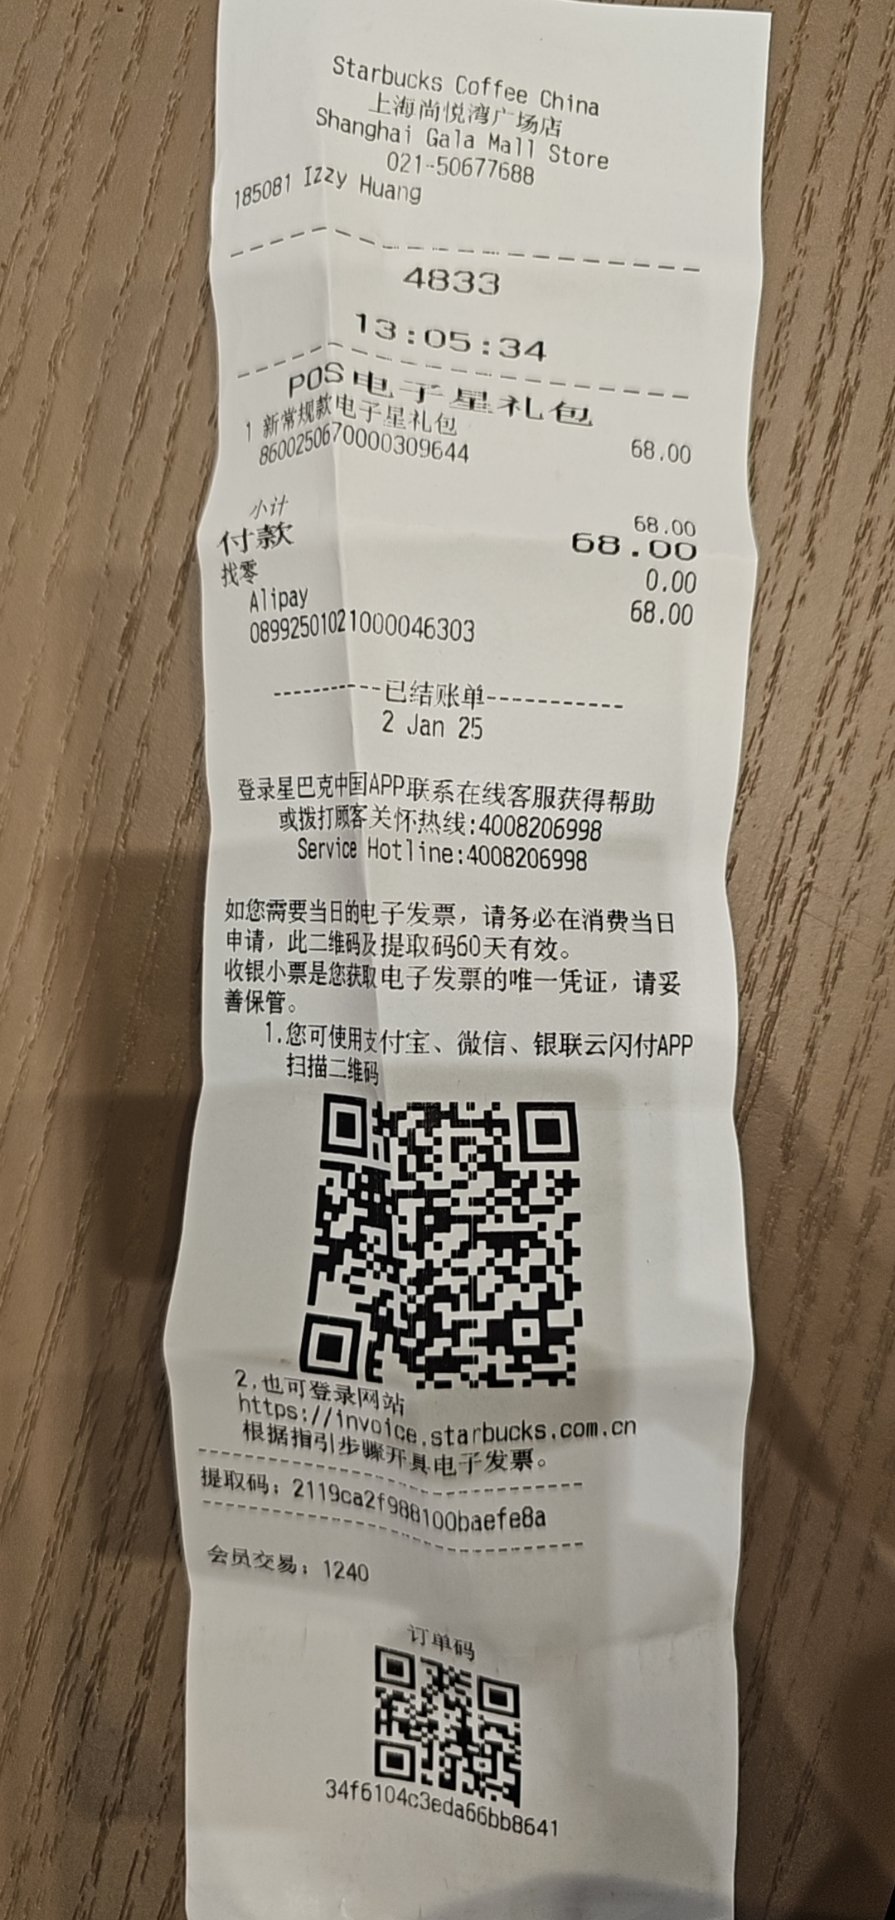 Starbucks Coffee China
上海尚悦湾广场店
Shanghai Gala Mall Store
021-50677688
185081 Izzy Huang
4833
13:05:34
POS电子星礼包
1 新常规款电子星礼包 68.00
8600250670000309644
小计 68.00
付款 68.00
找零 0.00
Alipay 68.00
08992501021000046303
----------已结账单-----------
2 Jan 25
登录星巴克中国APP联系在线客服获得帮助
或拨打顾客关怀热线:4008206998
Service Hotline:4008206998
如您需要当日的电子发票，请务必在消费当日
申请，此二维码及提取码60天有效。
收银小票是您获取电子发票的唯一凭证，请妥
善保管。
1.您可使用支付宝、微信、银联云闪付APP
扫描二维码
2.也可登录网站
https://invoice.starbucks.com.cn
根据指引步骤开具电子发票。
提取码：2119ca2f988100baefe8a
会员交易：1240
订单码
34f6104c3eda66bb8641